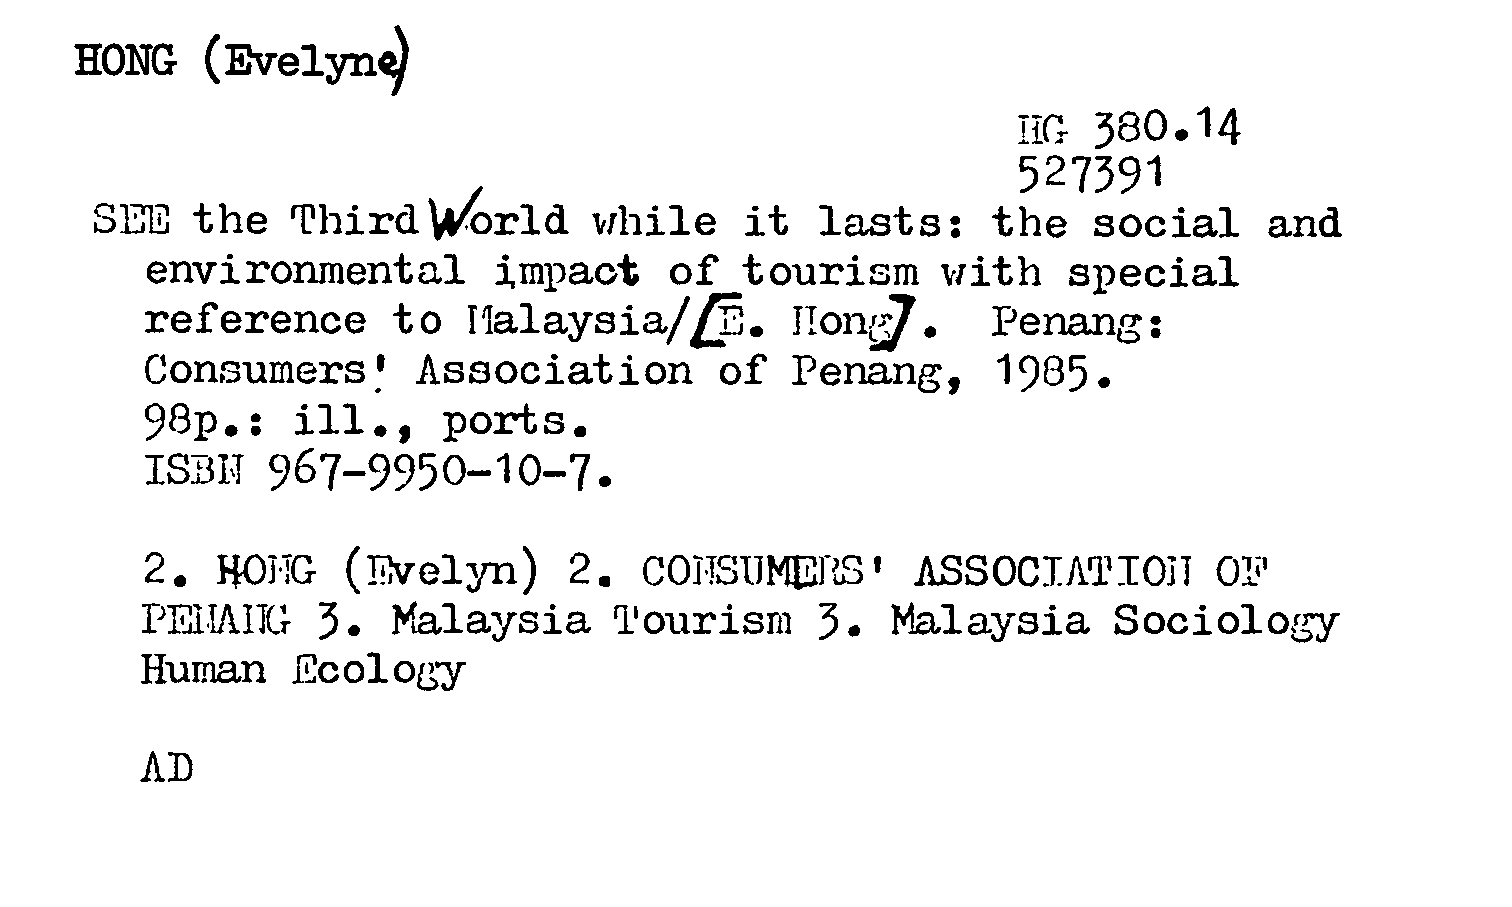 HONG (Evelyne)
HG 380.14
527391
SEE the Third World while it lasts: the social and
environmental impact of tourism with special
reference to Malaysia/[E. Hong]. Penang:
Consumers' Association of Penang, 1985.
98p.: ill., ports.
ISBN 967-9950-10-7.
2. HONG (Evelyn) 2. CONSUMERS' ASSOCIATION OF
PENANG 3. Malaysia Tourism 3. Malaysia Sociology
Human Ecology
AD